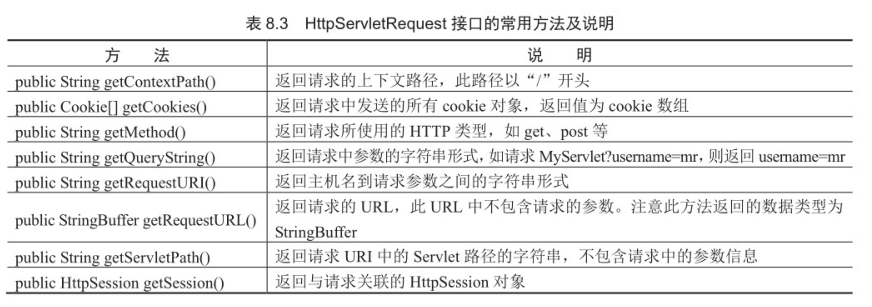 表 8.3 HttpServletRequest 接口的常用方法及说明
方 法 说 明
public String getContextPath() 返回请求的上下文路径，此路径以“/”开头
public Cookie[] getCookies() 返回请求中发送的所有 cookie 对象，返回值为 cookie 数组
public String getMethod() 返回请求所使用的 HTTP 类型，如 get、post 等
public String getQueryString() 返回请求中参数的字符串形式，如请求 MyServlet?username=mr，则返回 username=mr
public String getRequestURI() 返回主机名到请求参数之间的字符串形式
public StringBuffer getRequestURL() 返回请求的 URL，此 URL 中不包含请求的参数。注意此方法返回的数据类型为
StringBuffer
public String getServletPath() 返回请求 URI 中的 Servlet 路径的字符串，不包含请求中的参数信息
public HttpSession getSession() 返回与请求关联的 HttpSession 对象